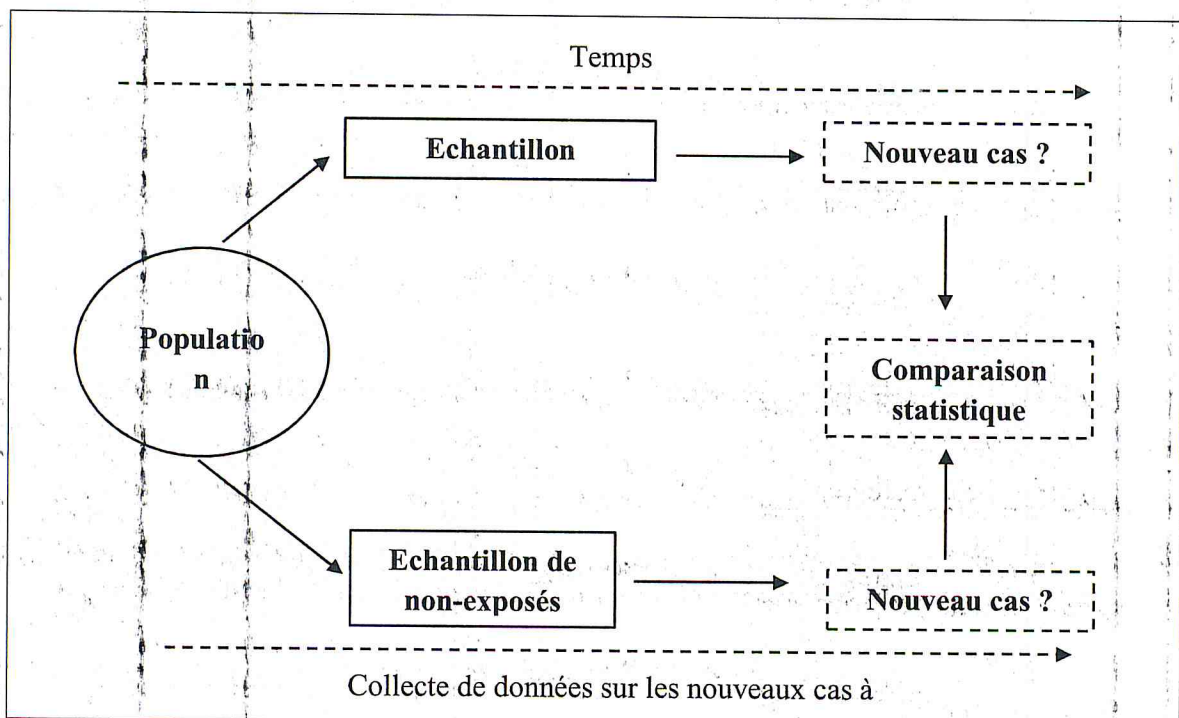 Temps
Echantillon
Nouveau cas ?
Populatio
n
Comparaison
statistique
Echantillon de
non-exposés
Nouveau cas ?
Collecte de données sur les nouveaux cas à